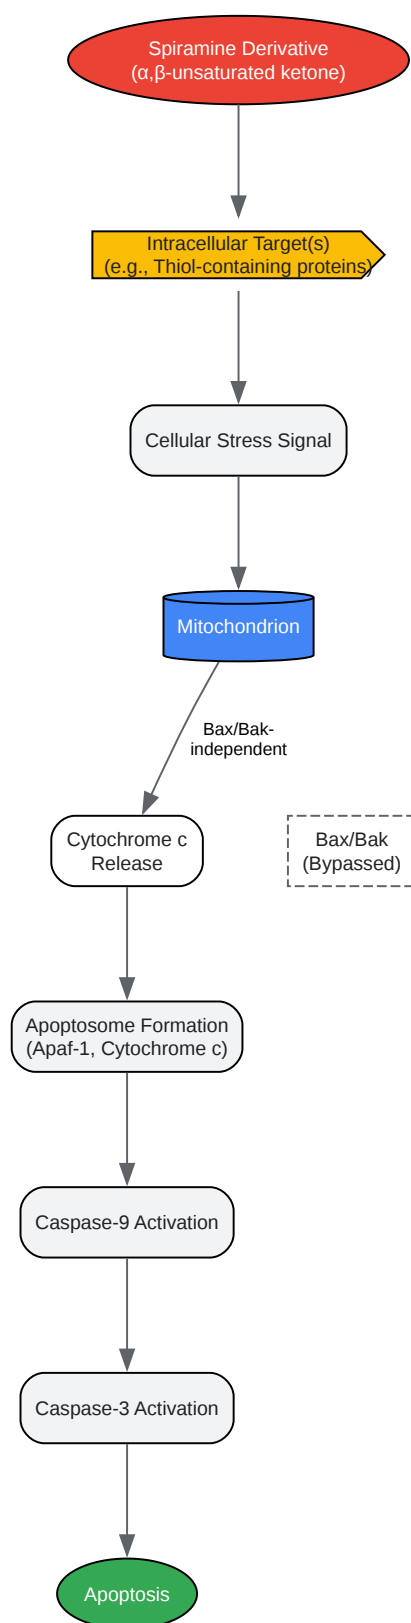 Spiramine Derivative
(α,β-unsaturated ketone)
Intracellular Target(s)
(e.g., Thiol-containing proteins)
Cellular Stress Signal
Mitochondrion
Bax/Bak-
independent
Cytochrome c
Release
Bax/Bak
(Bypassed)
Apoptosome Formation
(Apaf-1, Cytochrome c)
Caspase-9 Activation
Caspase-3 Activation
Apoptosis